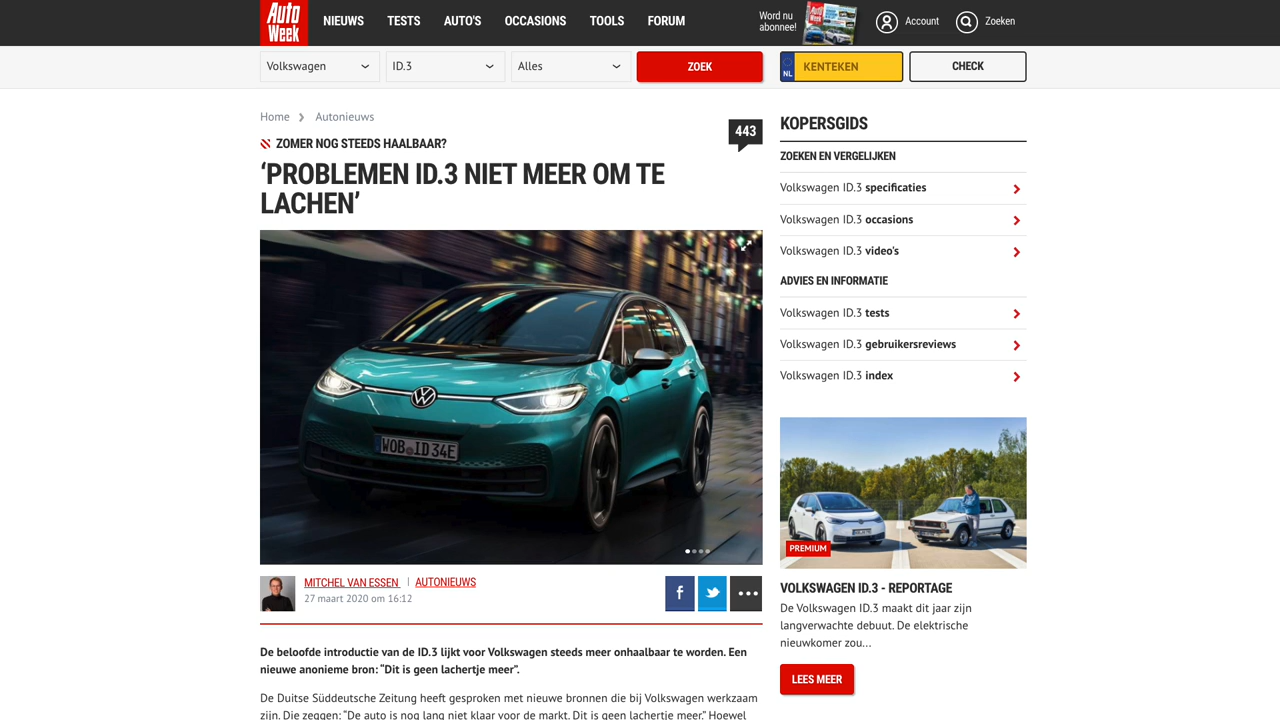 Auto
Week
NIEUWS TESTS AUTO'S OCCASIONS TOOLS FORUM
Word nu
abonnee!
Account
Zoeken
Volkswagen
ID.3
Alles
ZOEK
NL
KENTEKEN
CHECK
Home
Autonieuws
443
ZOMER NOG STEEDS HAALBAAR?
‘PROBLEMEN ID.3 NIET MEER OM TE
LACHEN’
WOB ID 34E
MITCHEL VAN ESSEN | AUTONIEUWS
27 maart 2020 om 16:12
De beloofde introductie van de ID.3 lijkt voor Volkswagen steeds meer onhaalbaar te worden. Een
nieuwe anonieme bron: “Dit is geen lachertje meer”.
De Duitse Süddeutsche Zeitung heeft gesproken met nieuwe bronnen die bij Volkswagen werkzaam
zijn. Die zeggen: “De auto is nog lang niet klaar voor de markt. Dit is geen lachertje meer.” Hoewel
KOPERSGIDS
ZOEKEN EN VERGELIJKEN
Volkswagen ID.3 specificaties
Volkswagen ID.3 occasions
Volkswagen ID.3 video's
ADVIES EN INFORMATIE
Volkswagen ID.3 tests
Volkswagen ID.3 gebruikersreviews
Volkswagen ID.3 index
PREMIUM
VOLKSWAGEN ID.3 - REPORTAGE
De Volkswagen ID.3 maakt dit jaar zijn
langverwachte debuut. De elektrische
nieuwkomer zou...
LEES MEER